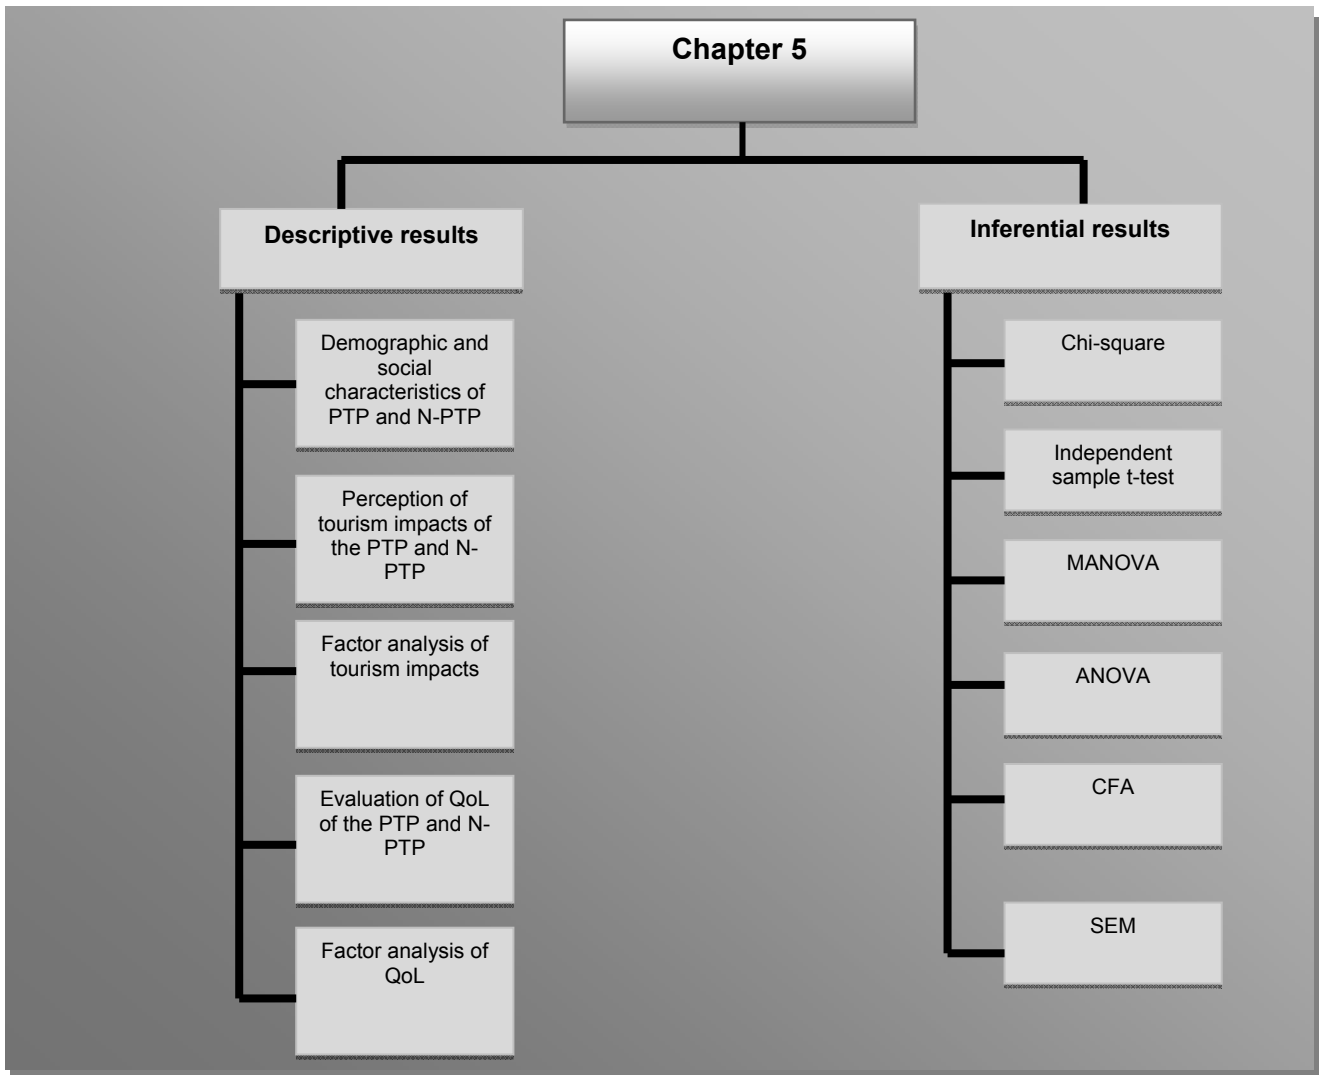 Chapter 5
Descriptive results
Demographic and
social
characteristics of
PTP and N-PTP
Perception of
tourism impacts of
the PTP and N-
PTP
Factor analysis of
tourism impacts
Evaluation of QoL
of the PTP and N-
PTP
Factor analysis of
QoL
Inferential results
Chi-square
Independent
sample t-test
MANOVA
ANOVA
CFA
SEM